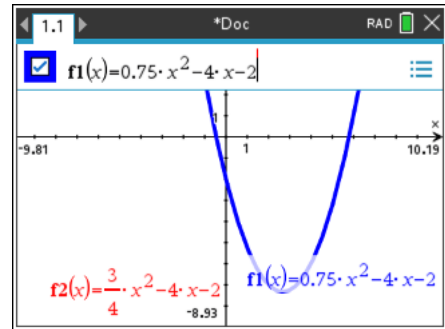 1.1 *Doc RAD
f1(x)=0.75·x²-4·x-2
1
x
-9.81 1 10.19
f2(x)=3/4·x²-4·x-2 f1(x)=0.75·x²-4·x-2
-8.93